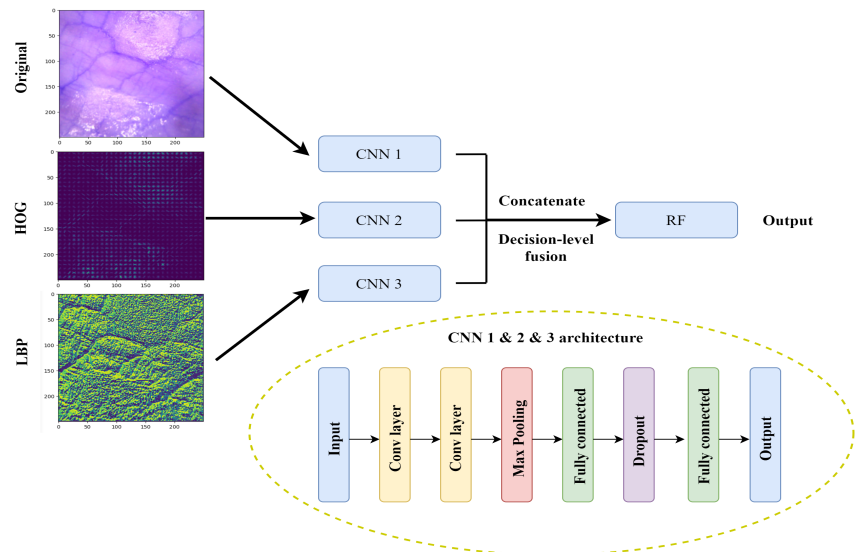 Original
0
50
100
150
200
0
50
100
150
200
HOG
0
50
100
150
200
0
50
100
150
200
LBP
0
50
100
150
200
0
50
100
150
200
CNN 1
CNN 2
CNN 3
Concatenate
Decision-level
fusion
RF
Output
CNN 1 & 2 & 3 architecture
Input
Conv layer
Conv layer
Max Pooling
Fully connected
Dropout
Fully connected
Output